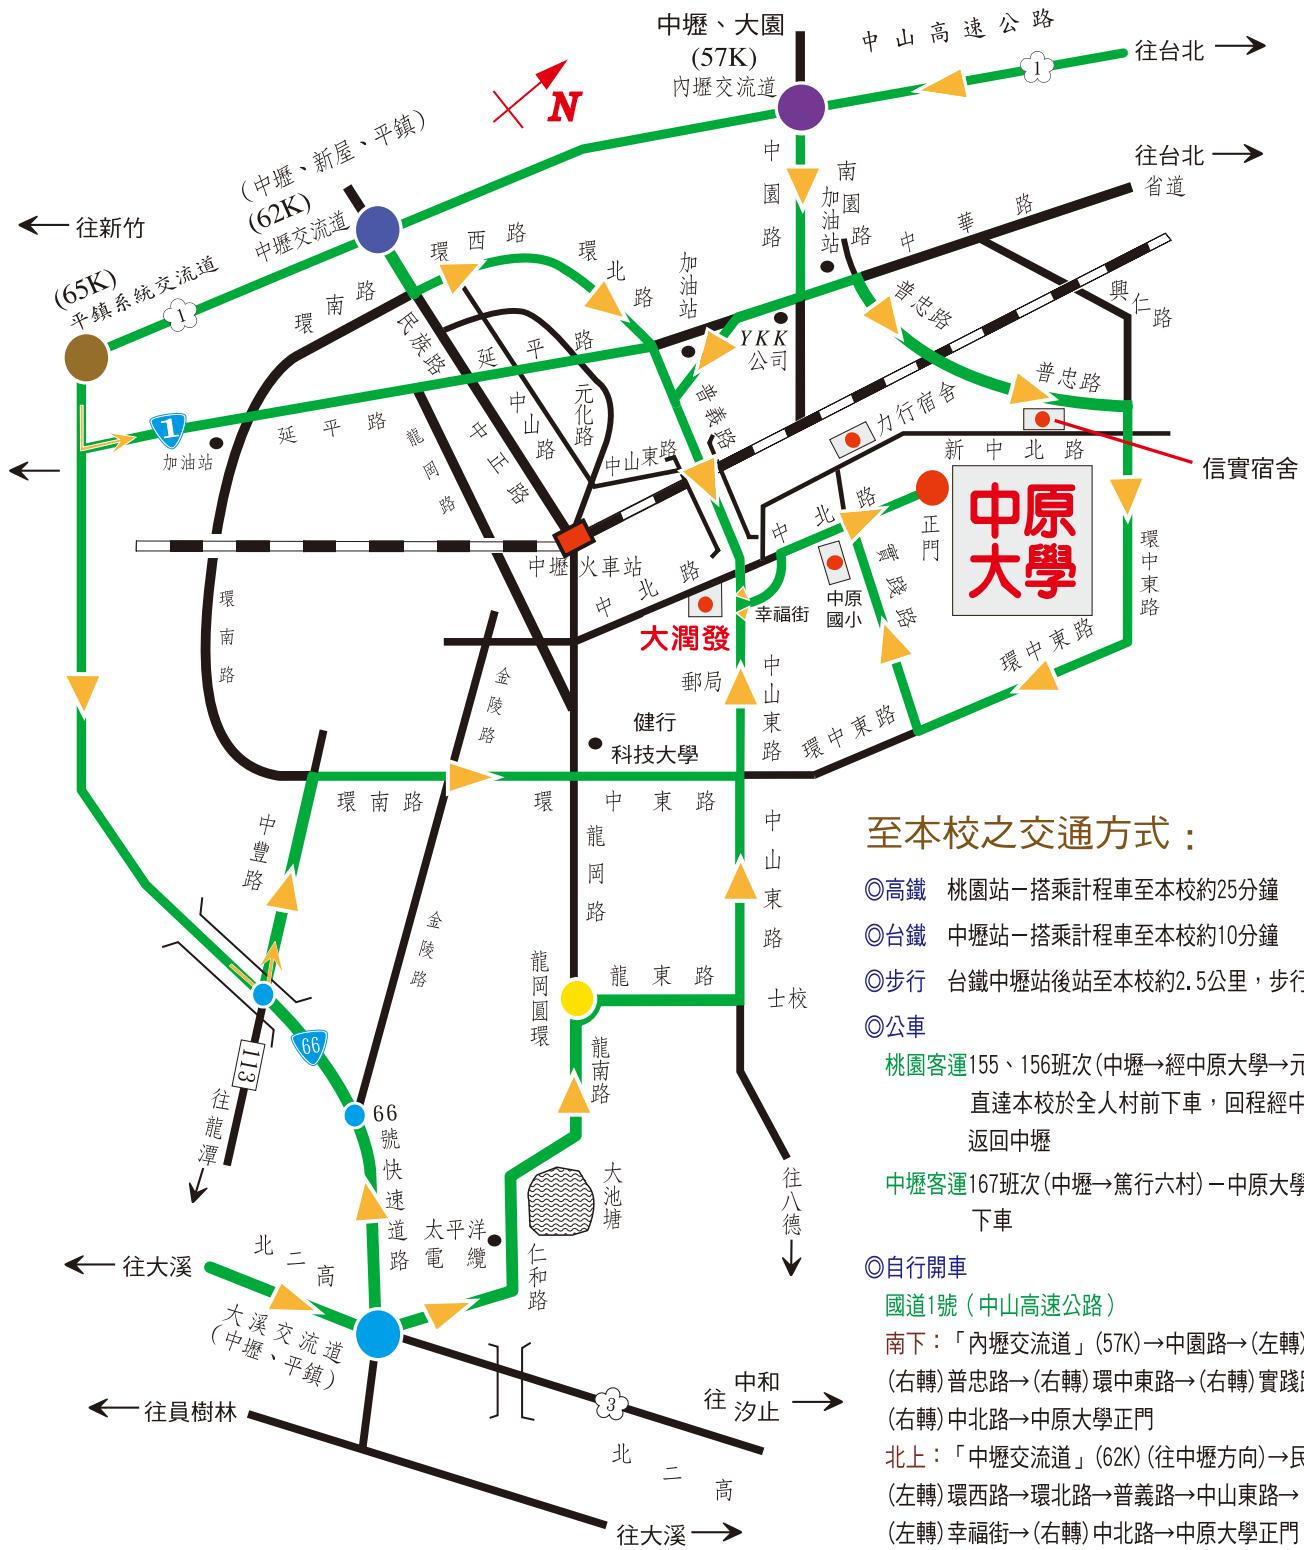 中壢、大園
(57K)
內壢交流道
中山高速公路
1
往台北
N
往台北
省道
(中壢、新屋、平鎮)
(62K)
中壢交流道
往新竹
(65K)
平鎮系統交流道
1
環西路
環北路
環南路
民族路
中園路
南園路
加油站
中華路
加油站
普忠路
興仁路
YKK
公司
延平路
普忠路
元化路
中山路
普義路
力行宿舍
1
加油站
延平路
龍岡路
中正路
中山東路
新中北路
信實宿舍
中北路
正門
中原
大學
環中東路
中壢火車站
中北路
實踐路
中原
國小
幸福街
大潤發
環南路
金陵路
郵局
中山東路
環中東路
環中東路
健行
科技大學
環南路
環中東路
中豐路
龍岡路
中山東路
金陵路
龍岡圓環
龍東路
士校
66
113
往龍潭
66號快速道路
龍南路
大池塘
往八德
太平洋
電纜
仁和路
往大溪
北二高
大溪交流道
(中壢、平鎮)
往員樹林
3
往中和
汐止
北二高
往大溪
至本校之交通方式：
◎高鐵 桃園站－搭乘計程車至本校約25分鐘
◎台鐵 中壢站－搭乘計程車至本校約10分鐘
◎步行 台鐵中壢站後站至本校約2.5公里，步行
◎公車
桃園客運155、156班次(中壢→經中原大學→元
直達本校於全人村前下車，回程經中
返回中壢
中壢客運167班次(中壢→篤行六村)－中原大學
下車
◎自行開車
國道1號（中山高速公路）
南下：「內壢交流道」(57K)→中園路→(左轉)
(右轉)普忠路→(右轉)環中東路→(右轉)實踐路
(右轉)中北路→中原大學正門
北上：「中壢交流道」(62K)(往中壢方向)→民
(左轉)環西路→環北路→普義路→中山東路→
(左轉)幸福街→(右轉)中北路→中原大學正門